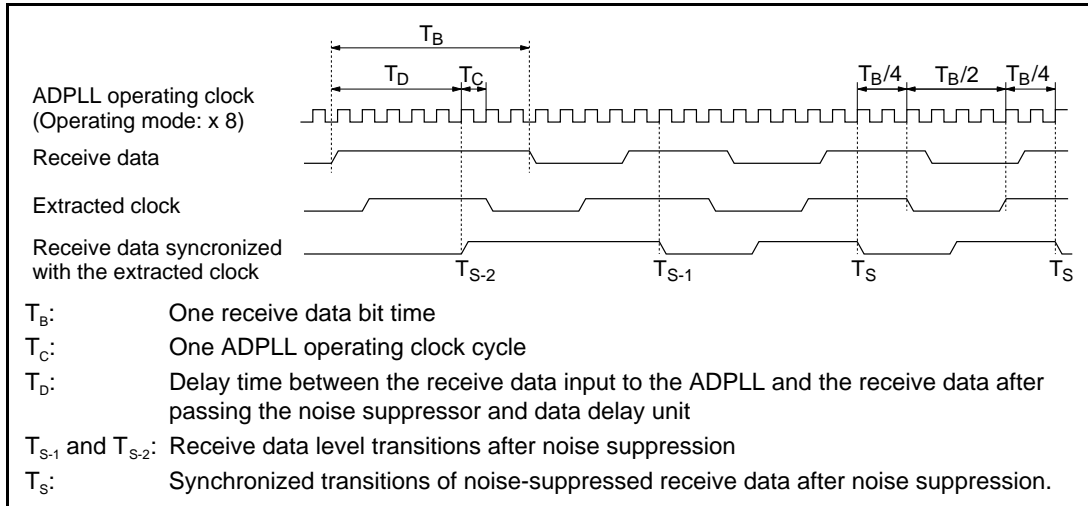 T_B
T_D T_C T_B/4 T_B/2 T_B/4
ADPLL operating clock
(Operating mode: x 8)
Receive data
Extracted clock
Receive data syncronized
with the extracted clock
T_S-2 T_S-1 T_S T_S
T_B: One receive data bit time
T_C: One ADPLL operating clock cycle
T_D: Delay time between the receive data input to the ADPLL and the receive data after
passing the noise suppressor and data delay unit
T_S-1 and T_S-2: Receive data level transitions after noise suppression
T_S: Synchronized transitions of noise-suppressed receive data after noise suppression.